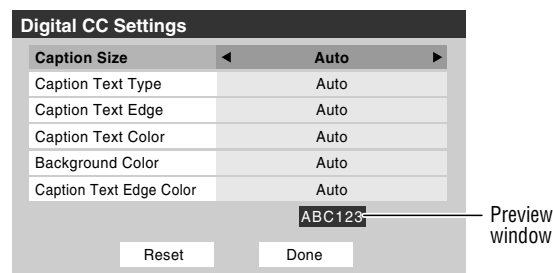 Digital CC Settings
Caption Size ◀ Auto ▶
Caption Text Type Auto
Caption Text Edge Auto
Caption Text Color Auto
Background Color Auto
Caption Text Edge Color Auto
ABC123
Preview
window
Reset Done